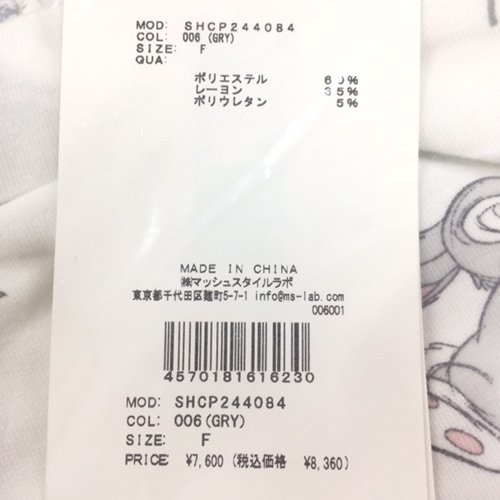 MOD: SHCP244084
COL: 006 (GRY)
SIZE: F
QUA:
ポリエステル 60%
レーヨン 35%
ポリウレタン 5%
MADE IN CHINA
㈱マッシュスタイルラボ
東京都千代田区麹町5-7-1 info@ms-lab.com
006001
4570181616230
MOD: SHCP244084
COL: 006(GRY)
SIZE: F
PRICE: ¥7,600 (税込価格 ¥8,360)